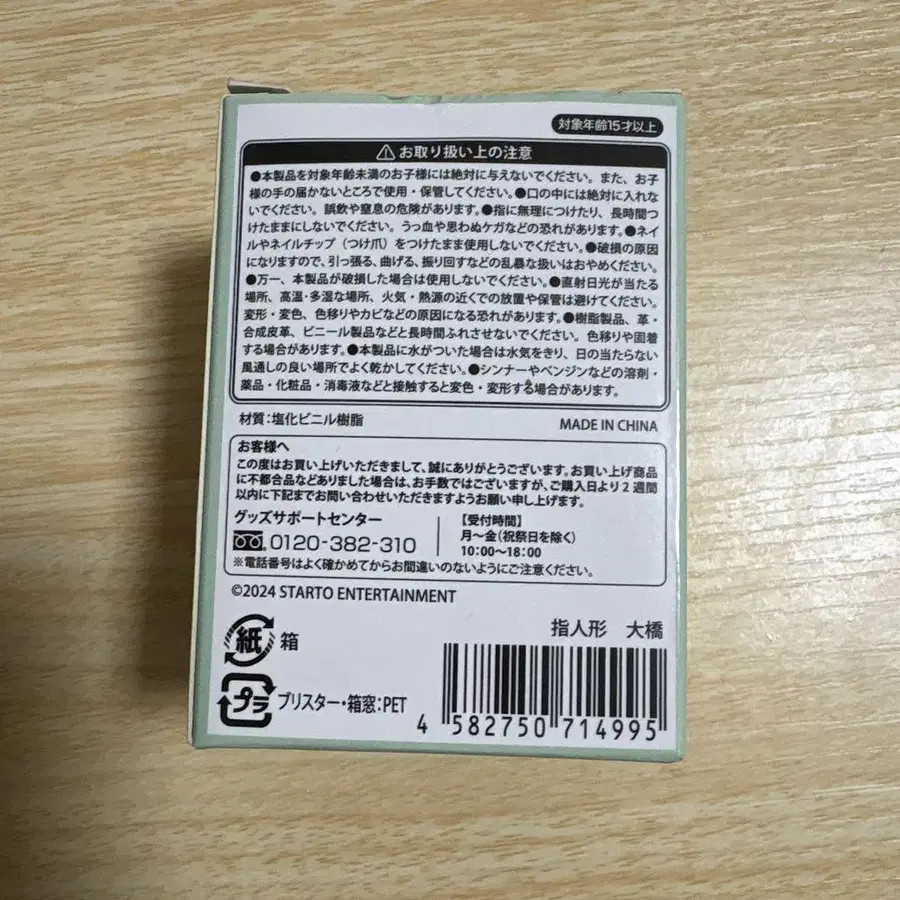 対象年齢15才以上
⚠お取り扱い上の注意
●本製品を対象年齢未満のお子様には絶対に与えないでください。また、お子
様の手の届かないところで使用・保管してください。●口の中には絶対に入れな
いでください。誤飲や窒息の危険があります。●指に無理につけたり、長時間つ
けたままにしないでください。うっ血や思わぬケガなどの恐れがあります。●ネイ
ルやネイルチップ（つけ爪）をつけたまま使用しないでください。●破損の原因
になりますので、引っ張る、曲げる、振り回すなどの乱暴な扱いはおやめください。
●万一、本製品が破損した場合は使用しないでください。●直射日光が当たる
場所、高温・多湿な場所、火気・熱源の近くでの放置や保管は避けてください。
変形・変色、色移りやカビなどの原因になる恐れがあります。●樹脂製品、革・
合成皮革、ビニール製品などと長時間ふれさせないでください。色移りや固着
する場合があります。●本製品に水がついた場合は水気をきり、日の当たらない
風通しの良い場所でよく乾かしてください。●シンナーやベンジンなどの溶剤・
薬品・化粧品・消毒液などと接触すると変色・変形する場合があります。
材質：塩化ビニル樹脂 MADE IN CHINA
お客様へ
この度はお買い上げいただきまして、誠にありがとうございます。お買い上げ商品
に不都合品などありました場合は、お手数ではございますが、ご購入日より2週間
以内に下記までお問い合わせいただきますようお願い申し上げます。
グッズサポートセンター
0120-382-310
【受付時間】
月～金（祝祭日を除く）
10：00～18：00
※電話番号はよく確かめてからお間違いのないようにご注意ください。
©2024 STARTO ENTERTAINMENT
指人形 大橋
紙 箱
プラ ブリスター・箱窓：PET
4 582750 714995